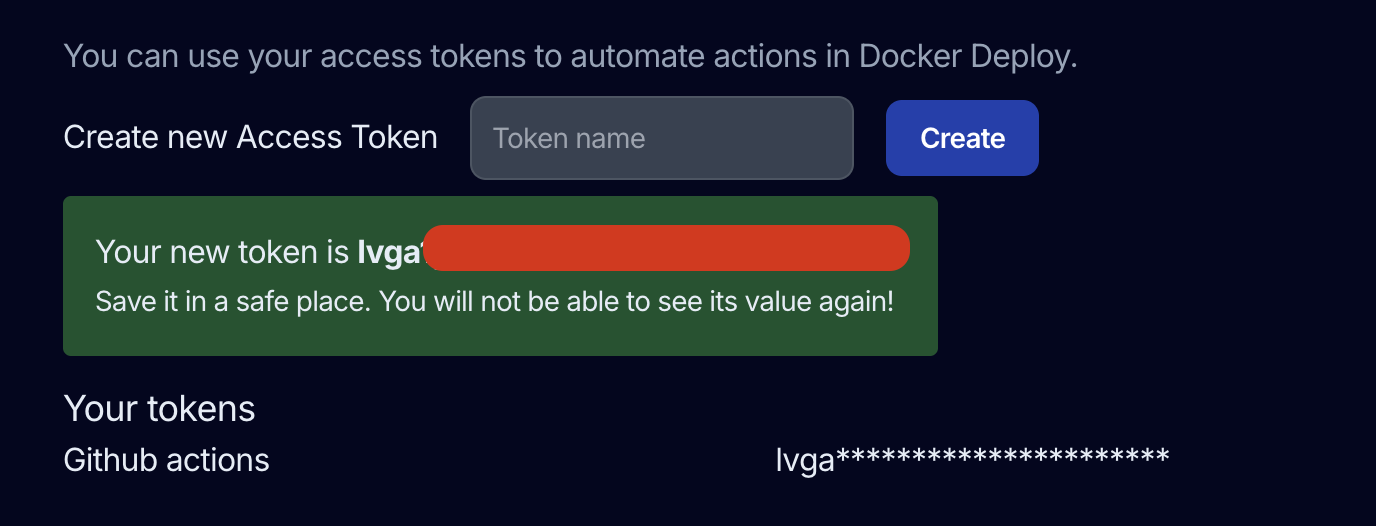 You can use your access tokens to automate actions in Docker Deploy.
Create new Access Token Token name Create
Your new token is lvga
Save it in a safe place. You will not be able to see its value again!
Your tokens
Github actions lvga**********************